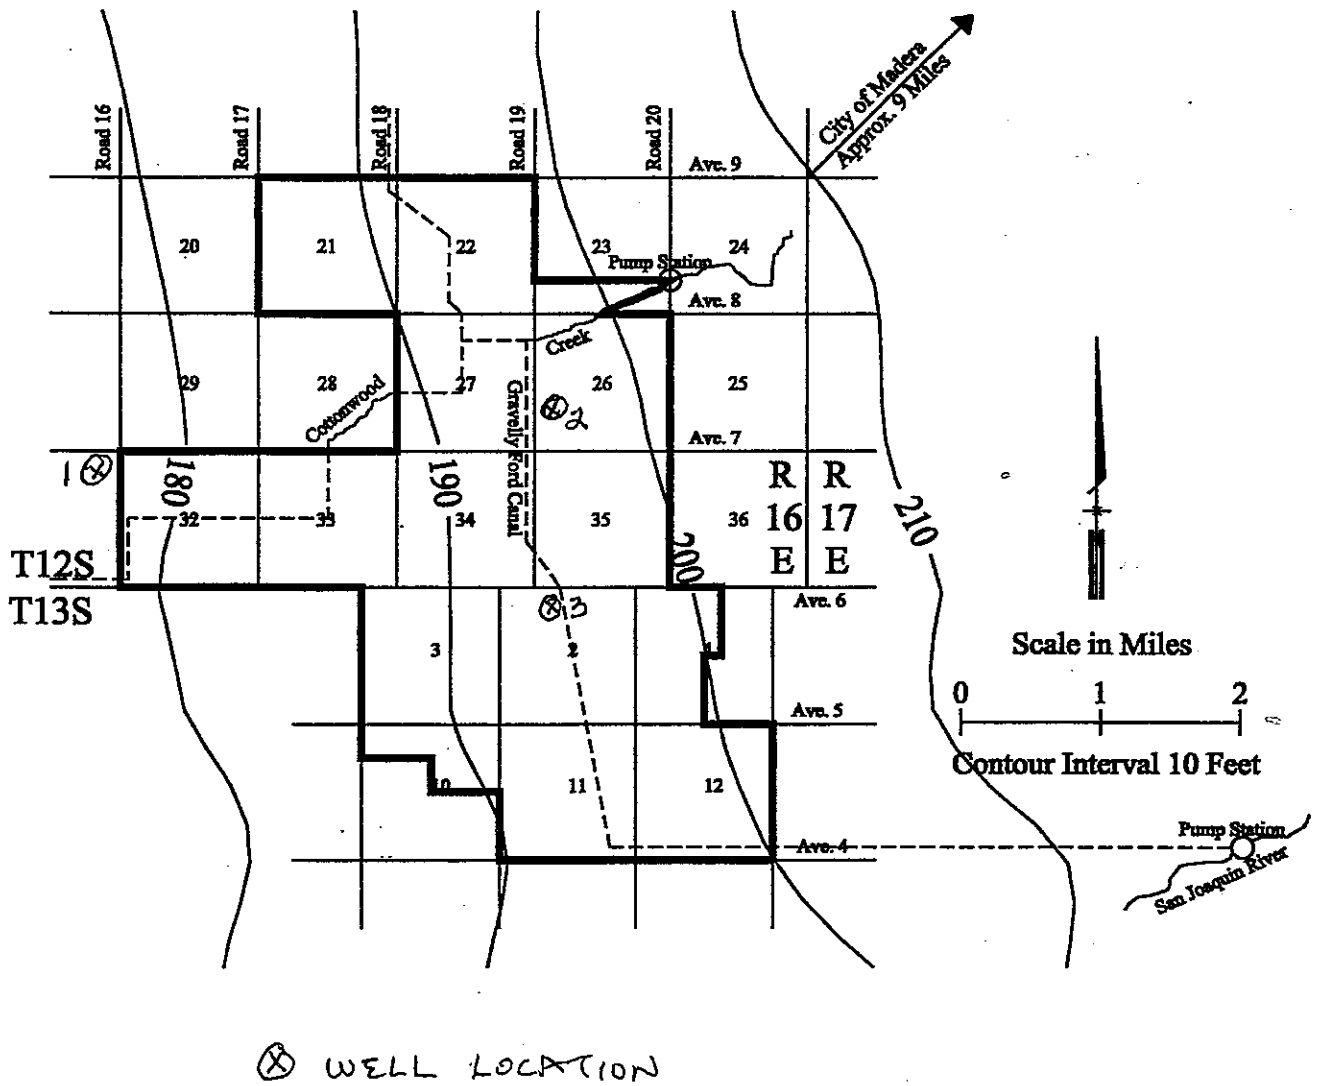 City of Madera
Approx. 9 Miles
Road 16
Road 17
Road 18
Road 19
Road 20
Ave. 9
20
21
22
23
24
Pump Station
Ave. 8
Creek
29
28
27
26
25
Cottonwood
Gravelly Ford Canal
2
Ave. 7
1
180
190
R R
16 17
E E
32
33
34
35
36
210
200
T12S
T13S
3
Ave. 6
3
2
1
Scale in Miles
0 1 2
Ave. 5
Contour Interval 10 Feet
10
11
12
Ave. 4
Pump Station
San Joaquin River
WELL LOCATION